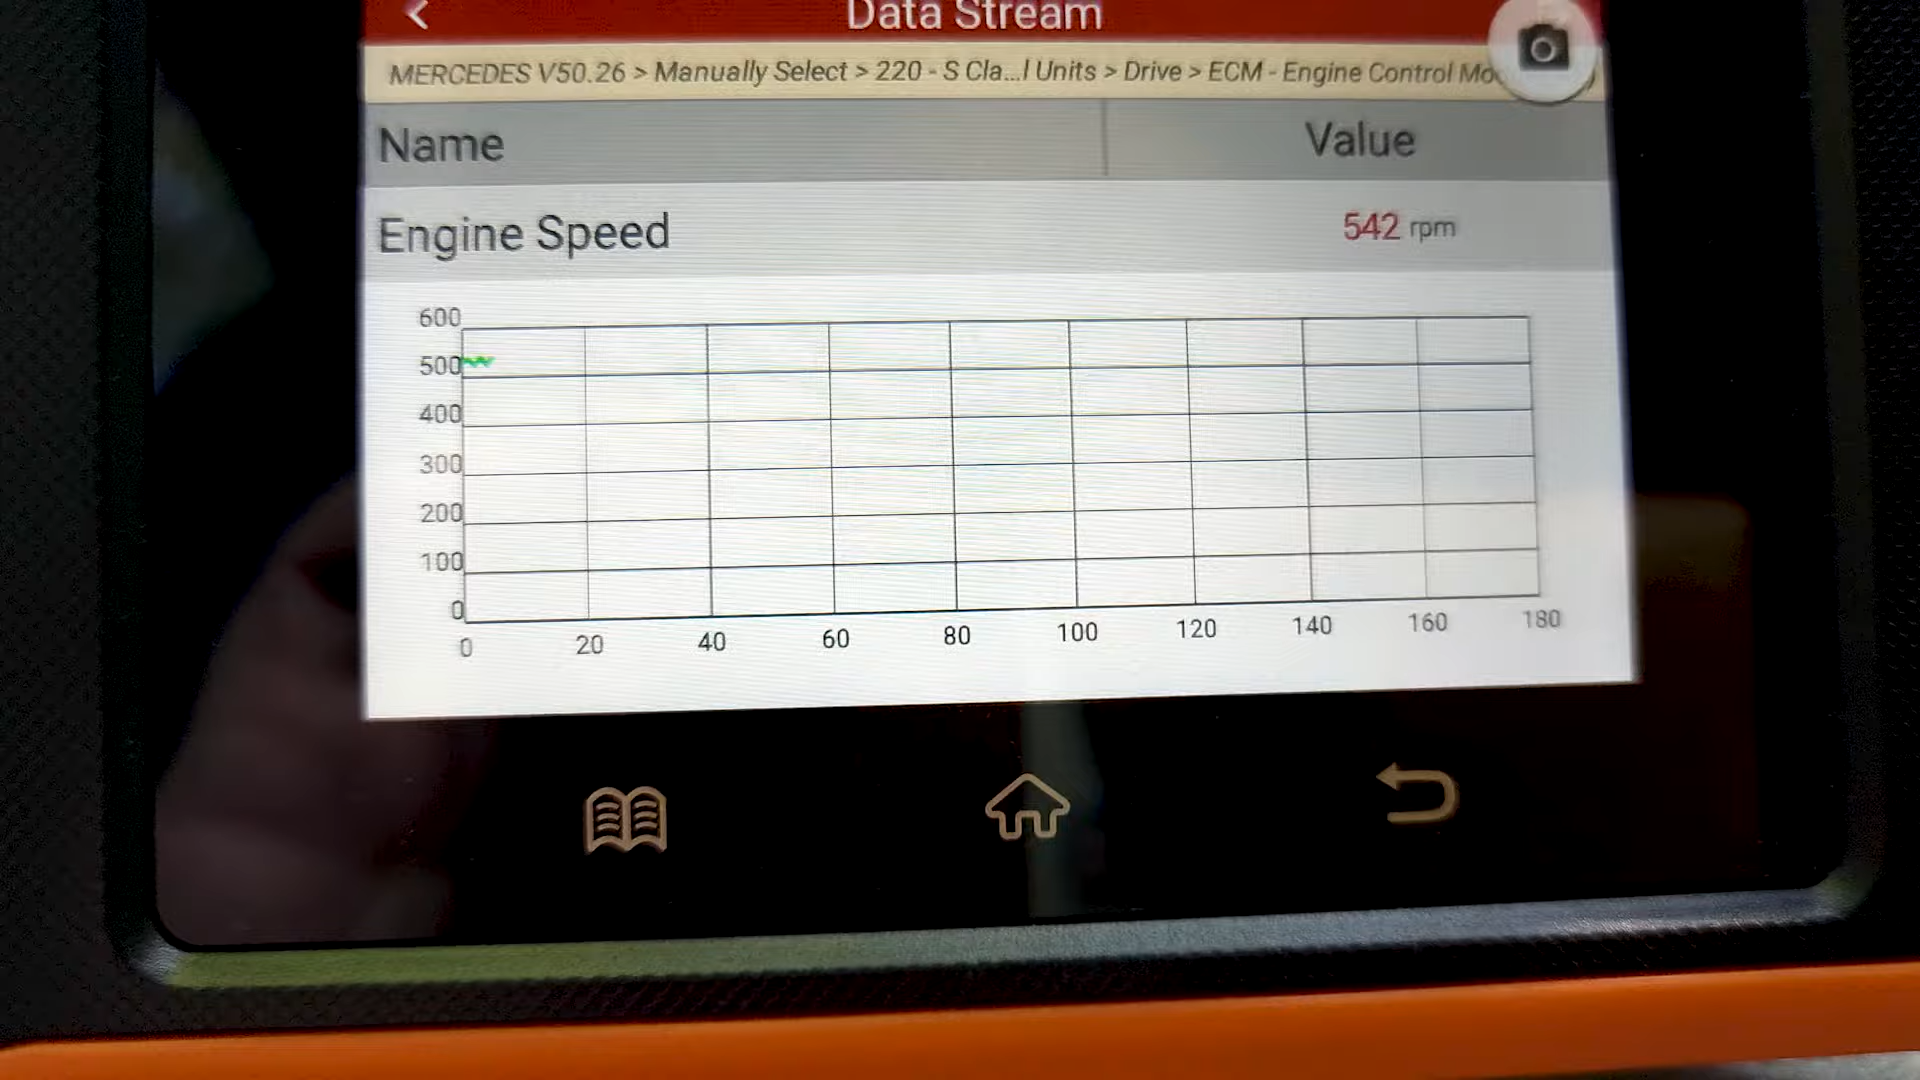 Data Stream
MERCEDES V50.26 > Manually Select > 220 - S Cla...l Units > Drive > ECM - Engine Control
Name Value
Engine Speed 542 rpm
600
500
400
300
200
100
0
0 20 40 60 80 100 120 140 160 180